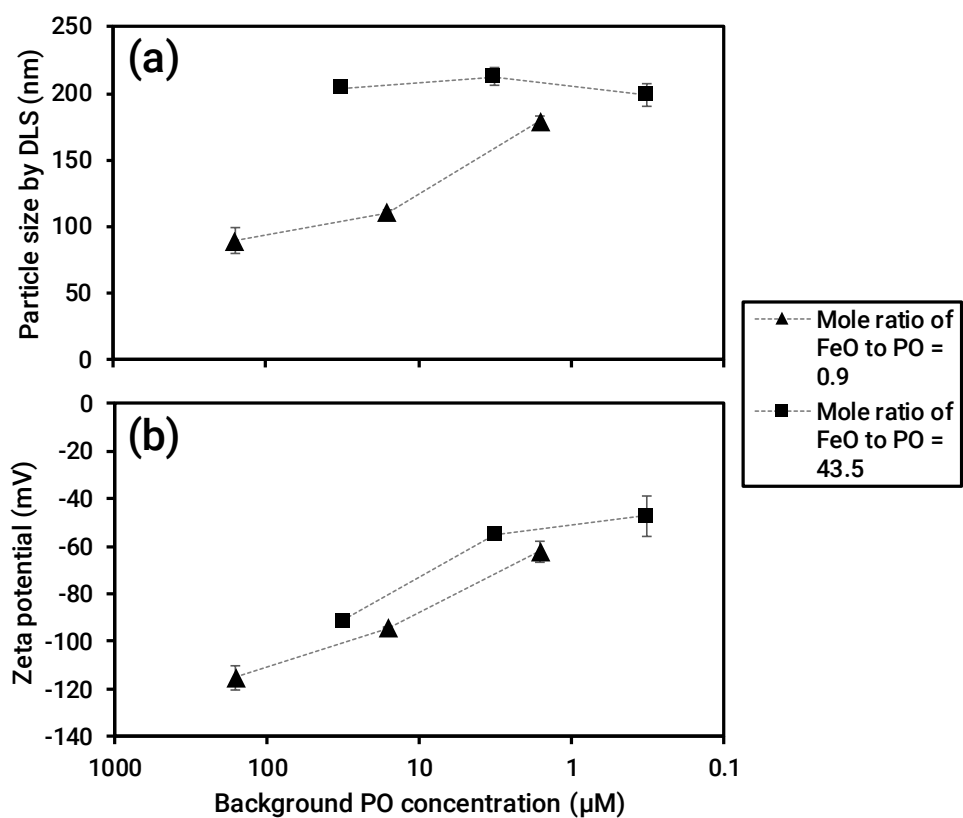 (a)
250
200
150
100
50
0
Particle size by DLS (nm)
(b)
0
-20
-40
-60
-80
-100
-120
-140
Zeta potential (mV)
1000
100
10
1
0.1
Background PO concentration (µM)
Mole ratio of
FeO to PO =
0.9
Mole ratio of
FeO to PO =
43.5